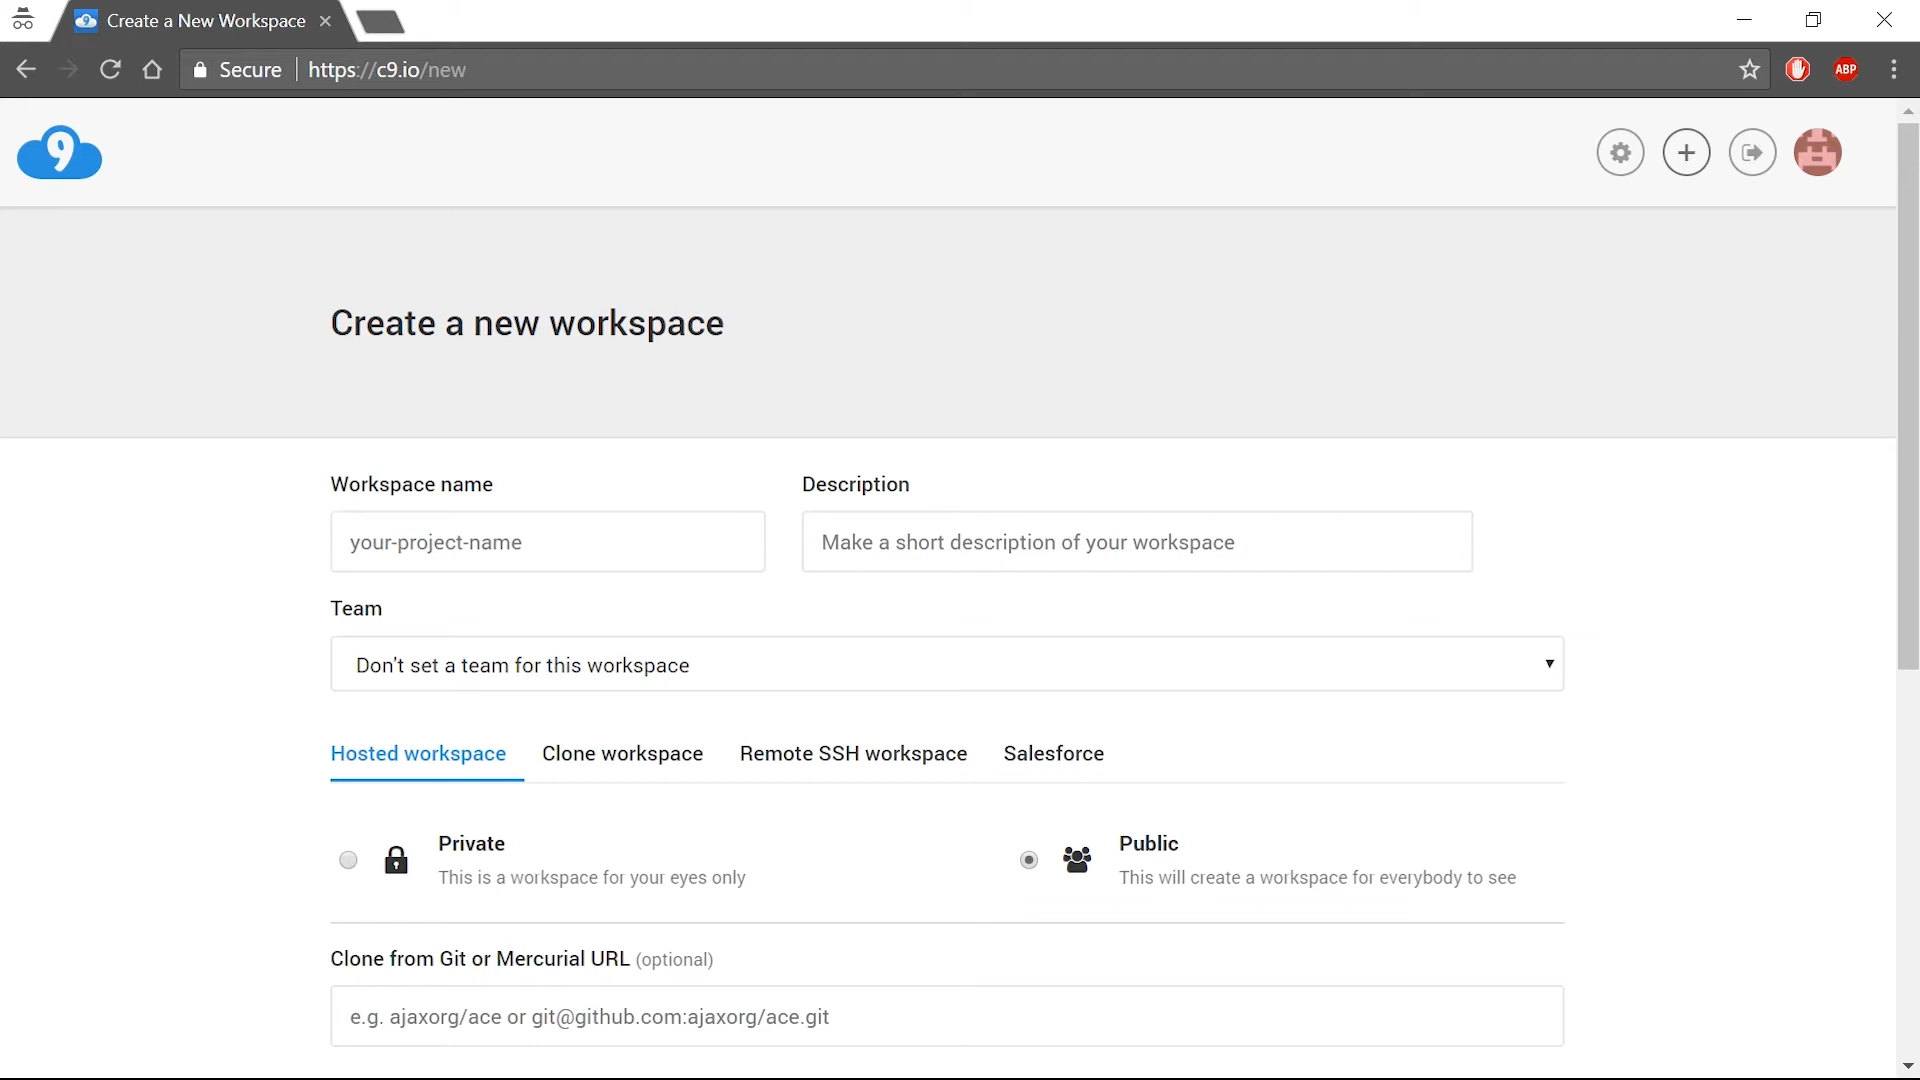 Create a New Workspace
Secure
https://c9.io/new
ABP
9
Create a new workspace
Workspace name
Description
your-project-name
Make a short description of your workspace
Team
Don't set a team for this workspace
Hosted workspace
Clone workspace
Remote SSH workspace
Salesforce
Private
This is a workspace for your eyes only
Public
This will create a workspace for everybody to see
Clone from Git or Mercurial URL (optional)
e.g. ajaxorg/ace or git@github.com:ajaxorg/ace.git